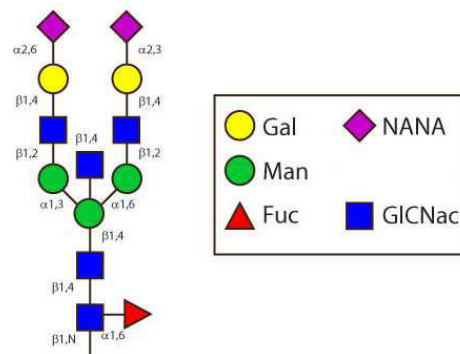 α2,6 α2,3
β1,4 β1,4
β1,4
β1,2 β1,2
α1,3 α1,6
β1,4
β1,4
β1,N α1,6
Gal NANA
Man
Fuc GlCNac